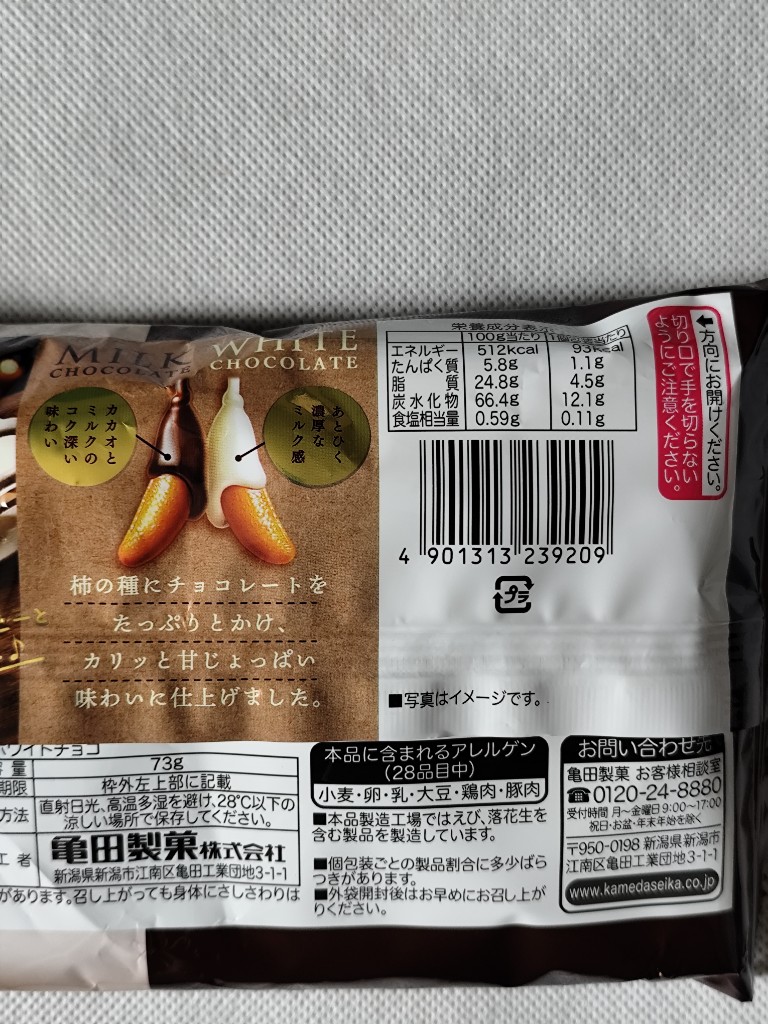 MILK
CHOCOLATE
WHITE
CHOCOLATE
カカオと
ミルクの
コク深い
味わい
あとひく
濃厚な
ミルク感
柿の種にチョコレートを
たっぷりとかけ、
カリッと甘じょっぱい
味わいに仕上げました。
栄養成分表示
100g当たり
エネルギー 512kcal 93kcal
たんぱく質 5.8g 1.1g
脂質 24.8g 4.5g
炭水化物 66.4g 12.1g
食塩相当量 0.59g 0.11g
方向にお開けください。
切り口で手を切らない
ようにご注意ください。
4 901313 239209
プラ
■写真はイメージです。
ホワイトチョコ
量 73g
期限 枠外左上部に記載
方法 直射日光、高温多湿を避け、28℃以下の
涼しい場所で保存してください。
工者 亀田製菓株式会社
新潟県新潟市江南区亀田工業団地3-1-1
があります。召し上がっても身体にさしさわりは
本品に含まれるアレルゲン
(28品目中)
小麦・卵・乳・大豆・鶏肉・豚肉
■本品製造工場ではえび、落花生を
含む製品を製造しています。
■個包装ごとの製品割合に多少ばら
つきがあります。
■外袋開封後はお早めにお召し上が
りください。
お問い合わせ先
亀田製菓 お客様相談室
☎0120-24-8880
受付時間 月〜金曜日 9:00〜17:00
祝日・お盆・年末年始を除く
〒950-0198 新潟県新潟市
江南区亀田工業団地3-1-1
www.kamedaseika.co.jp